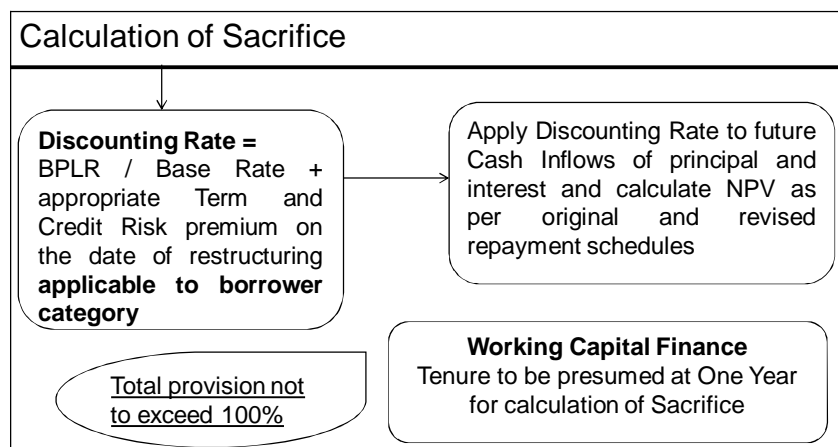 Calculation of Sacrifice
Discounting Rate =
BPLR / Base Rate +
appropriate Term and
Credit Risk premium on
the date of restructuring
applicable to borrower
category
Apply Discounting Rate to future
Cash Inflows of principal and
interest and calculate NPV as
per original and revised
repayment schedules
Working Capital Finance
Tenure to be presumed at One Year
for calculation of Sacrifice
Total provision not
to exceed 100%